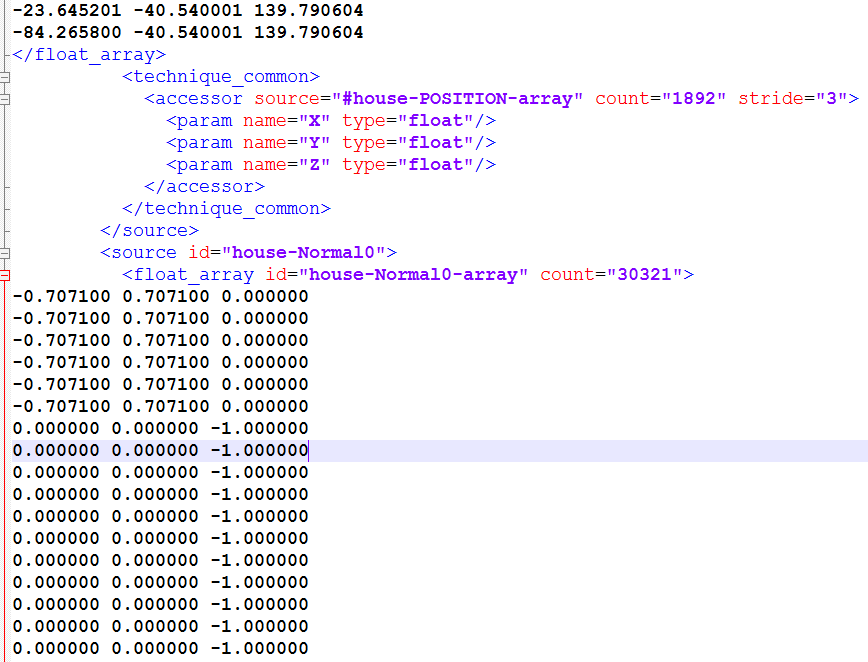 -23.645201 -40.540001 139.790604
-84.265800 -40.540001 139.790604
</float_array>
<technique_common>
<accessor source="#house-POSITION-array" count="1892" stride="3">
<param name="X" type="float"/>
<param name="Y" type="float"/>
<param name="Z" type="float"/>
</accessor>
</technique_common>
</source>
<source id="house-Normal0">
<float_array id="house-Normal0-array" count="30321">
-0.707100 0.707100 0.000000
-0.707100 0.707100 0.000000
-0.707100 0.707100 0.000000
-0.707100 0.707100 0.000000
-0.707100 0.707100 0.000000
-0.707100 0.707100 0.000000
0.000000 0.000000 -1.000000
0.000000 0.000000 -1.000000
0.000000 0.000000 -1.000000
0.000000 0.000000 -1.000000
0.000000 0.000000 -1.000000
0.000000 0.000000 -1.000000
0.000000 0.000000 -1.000000
0.000000 0.000000 -1.000000
0.000000 0.000000 -1.000000
0.000000 0.000000 -1.000000
0.000000 0.000000 -1.000000